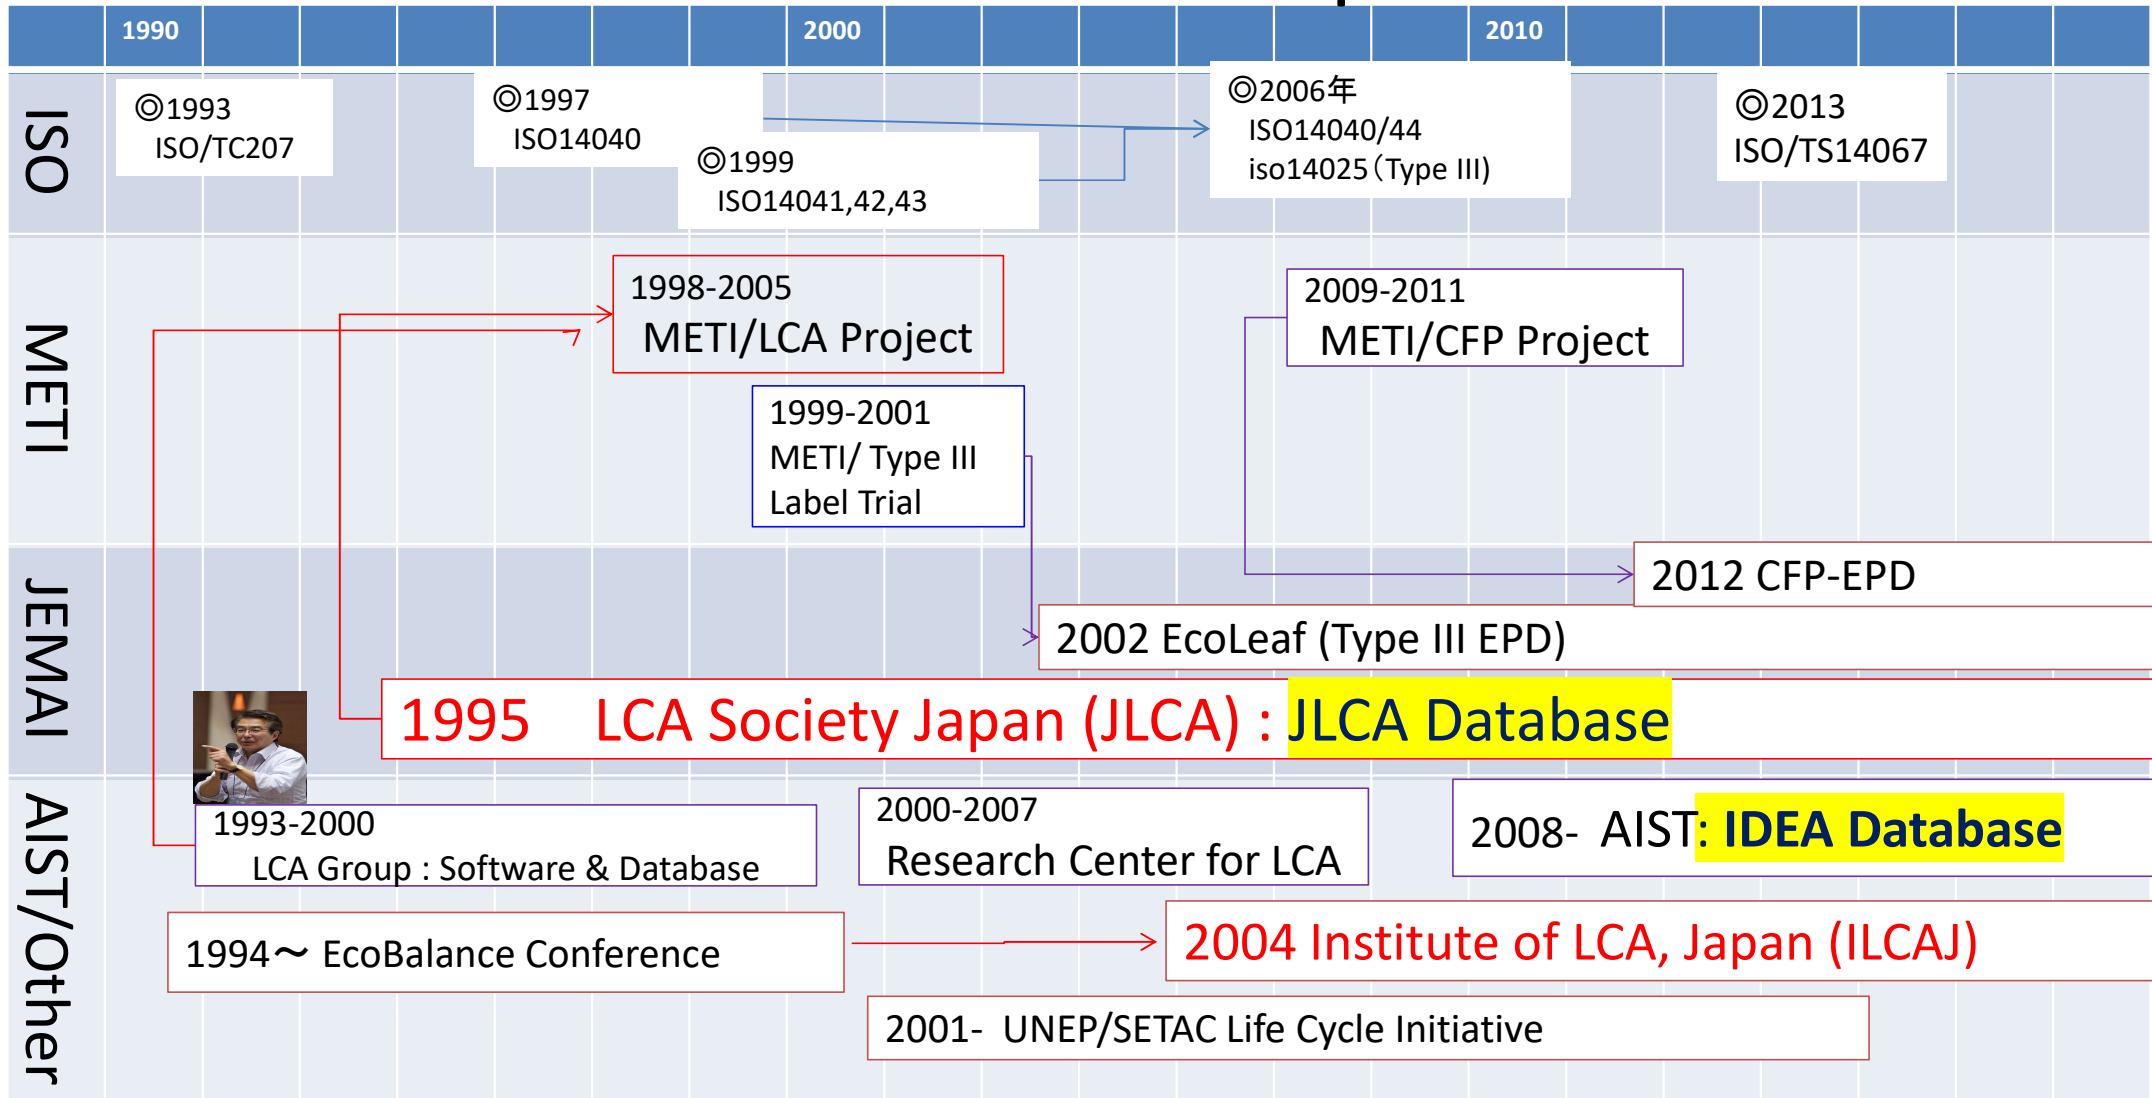 1990
2000
2010
ISO
◎1993
ISO/TC207
◎1997
ISO14040
◎1999
ISO14041,42,43
◎2006年
ISO14040/44
iso14025（Type III)
◎2013
ISO/TS14067
METI
1998-2005
METI/LCA Project
1999-2001
METI/ Type III
Label Trial
2009-2011
METI/CFP Project
JEMAI
2012 CFP-EPD
2002 EcoLeaf (Type III EPD)
1995 LCA Society Japan (JLCA) : JLCA Database
AIST/Other
1993-2000
LCA Group : Software & Database
2000-2007
Research Center for LCA
2008- AIST: IDEA Database
1994～ EcoBalance Conference
2004 Institute of LCA, Japan (ILCAJ)
2001- UNEP/SETAC Life Cycle Initiative